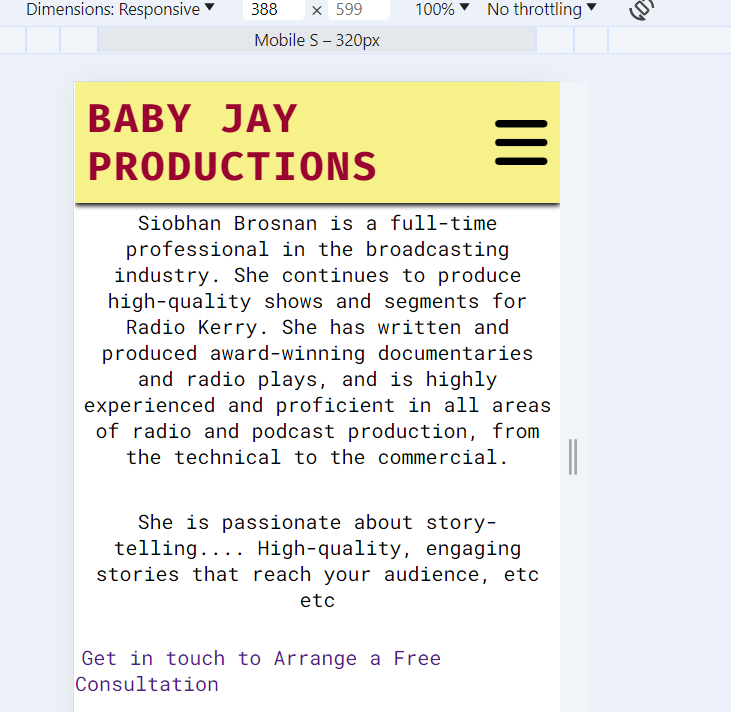 Dimensions: Responsive ▼ 388 × 599 100% ▼ No throttling ▼
Mobile S – 320px
BABY JAY
PRODUCTIONS
Siobhan Brosnan is a full-time
professional in the broadcasting
industry. She continues to produce
high-quality shows and segments for
Radio Kerry. She has written and
produced award-winning documentaries
and radio plays, and is highly
experienced and proficient in all areas
of radio and podcast production, from
the technical to the commercial.
She is passionate about story-
telling.... High-quality, engaging
stories that reach your audience, etc
etc
Get in touch to Arrange a Free
Consultation